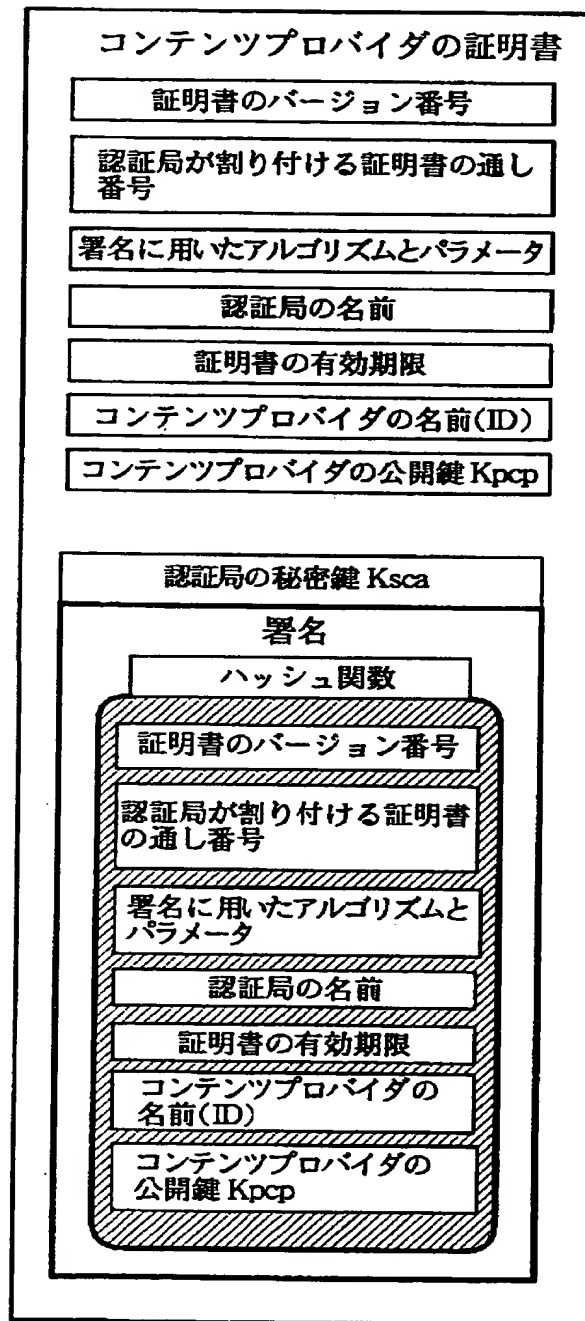 コンテンツプロバイダの証明書
証明書のバージョン番号
認証局が割り付ける証明書の通し
番号
署名に用いたアルゴリズムとパラメータ
認証局の名前
証明書の有効期限
コンテンツプロバイダの名前(ID)
コンテンツプロバイダの公開鍵 Kpcp
認証局の秘密鍵 Ksca
署名
ハッシュ関数
証明書のバージョン番号
認証局が割り付ける証明書
の通し番号
署名に用いたアルゴリズムと
パラメータ
認証局の名前
証明書の有効期限
コンテンツプロバイダの
名前(ID)
コンテンツプロバイダの
公開鍵 Kpcp